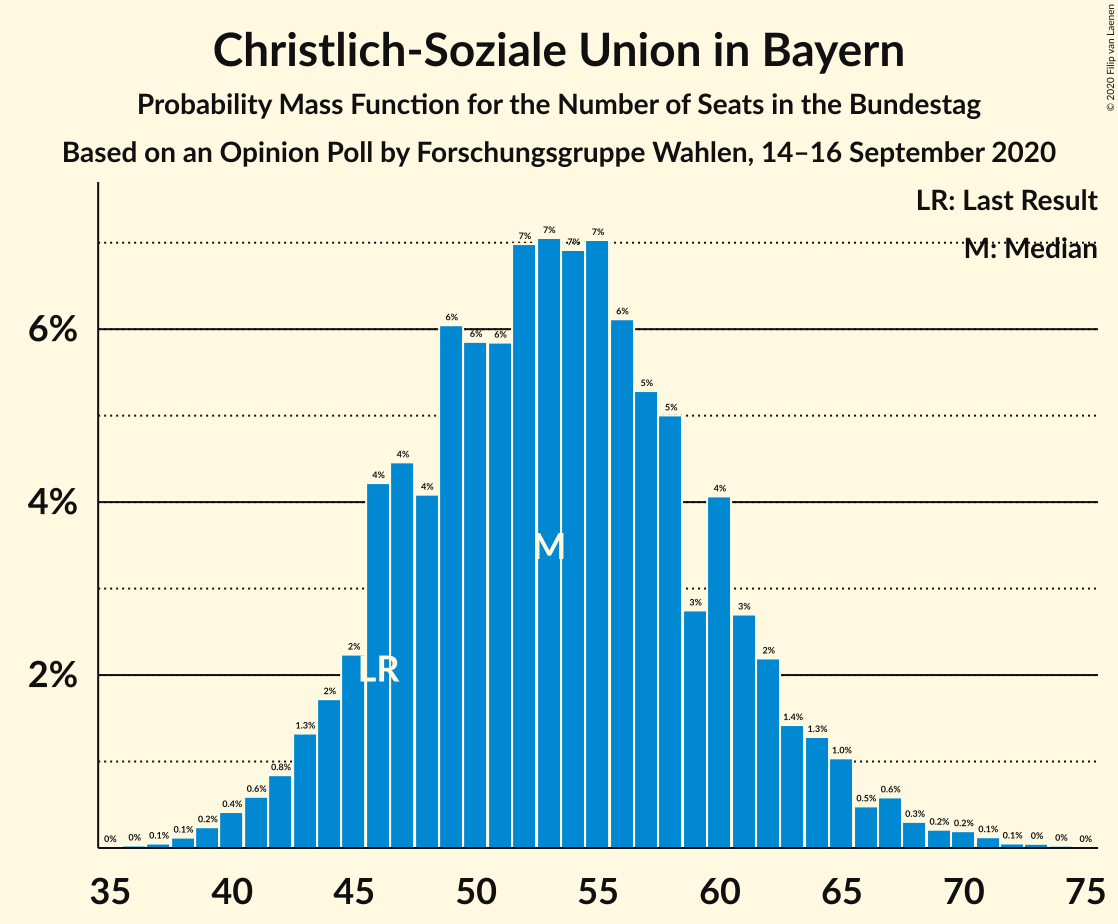 Christlich-Soziale Union in Bayern
Probability Mass Function for the Number of Seats in the Bundestag
Based on an Opinion Poll by Forschungsgruppe Wahlen, 14–16 September 2020
© 2020 Filip van Laenen
LR: Last Result
M: Median
6%
4%
2%
0% 0% 0.1% 0.1% 0.2% 0.4% 0.6% 0.8% 1.3% 2% 2% 4% 4% 4% 6% 6% 6% 7% 7% 7% 7% 6% 5% 5% 3% 4% 3% 2% 1.4% 1.3% 1.0% 0.5% 0.6% 0.3% 0.2% 0.2% 0.1% 0.1% 0% 0% 0%
M
LR
35 40 45 50 55 60 65 70 75